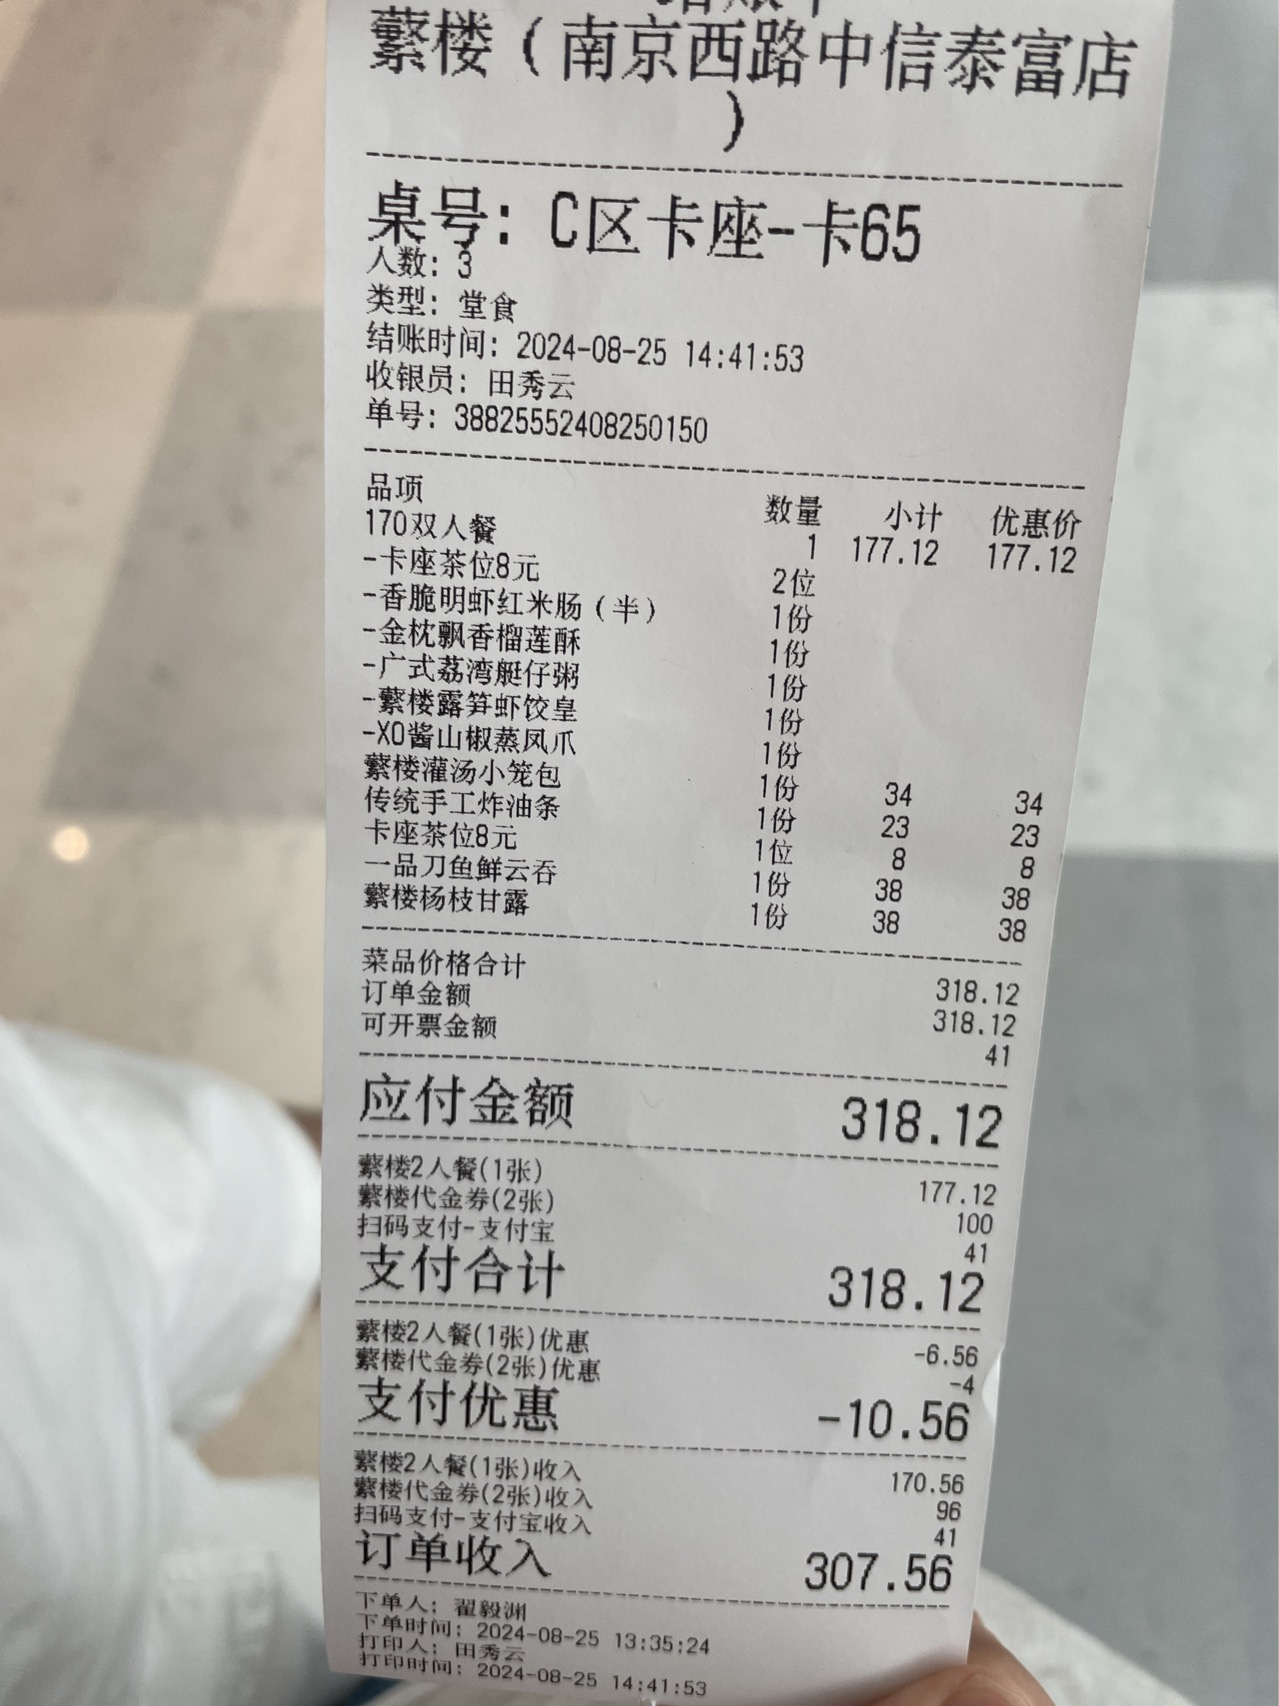 蘩楼（南京西路中信泰富店
）
桌号：C区卡座-卡65
人数：3
类型：堂食
结账时间：2024-08-25 14:41:53
收银员：田秀云
单号：38825552408250150
品项 数量 小计 优惠价
170双人餐 1 177.12 177.12
-卡座茶位8元 2位
-香脆明虾红米肠（半） 1份
-金枕飘香榴莲酥 1份
-广式荔湾艇仔粥 1份
-蘩楼露笋虾饺皇 1份
-XO酱山椒蒸凤爪 1份
蘩楼灌汤小笼包 1份 34 34
传统手工炸油条 1份 23 23
卡座茶位8元 1位 8 8
一品刀鱼鲜云吞 1份 38 38
蘩楼杨枝甘露 1份 38 38
菜品价格合计 318.12
订单金额 318.12
可开票金额 41
应付金额 318.12
蘩楼2人餐(1张) 177.12
蘩楼代金券(2张) 100
扫码支付-支付宝 41
支付合计 318.12
蘩楼2人餐(1张)优惠 -6.56
蘩楼代金券(2张)优惠 -4
支付优惠 -10.56
蘩楼2人餐(1张)收入 170.56
蘩楼代金券(2张)收入 96
扫码支付-支付宝收入 41
订单收入 307.56
下单人：翟毅渊
下单时间：2024-08-25 13:35:24
打印人：田秀云
打印时间：2024-08-25 14:41:53